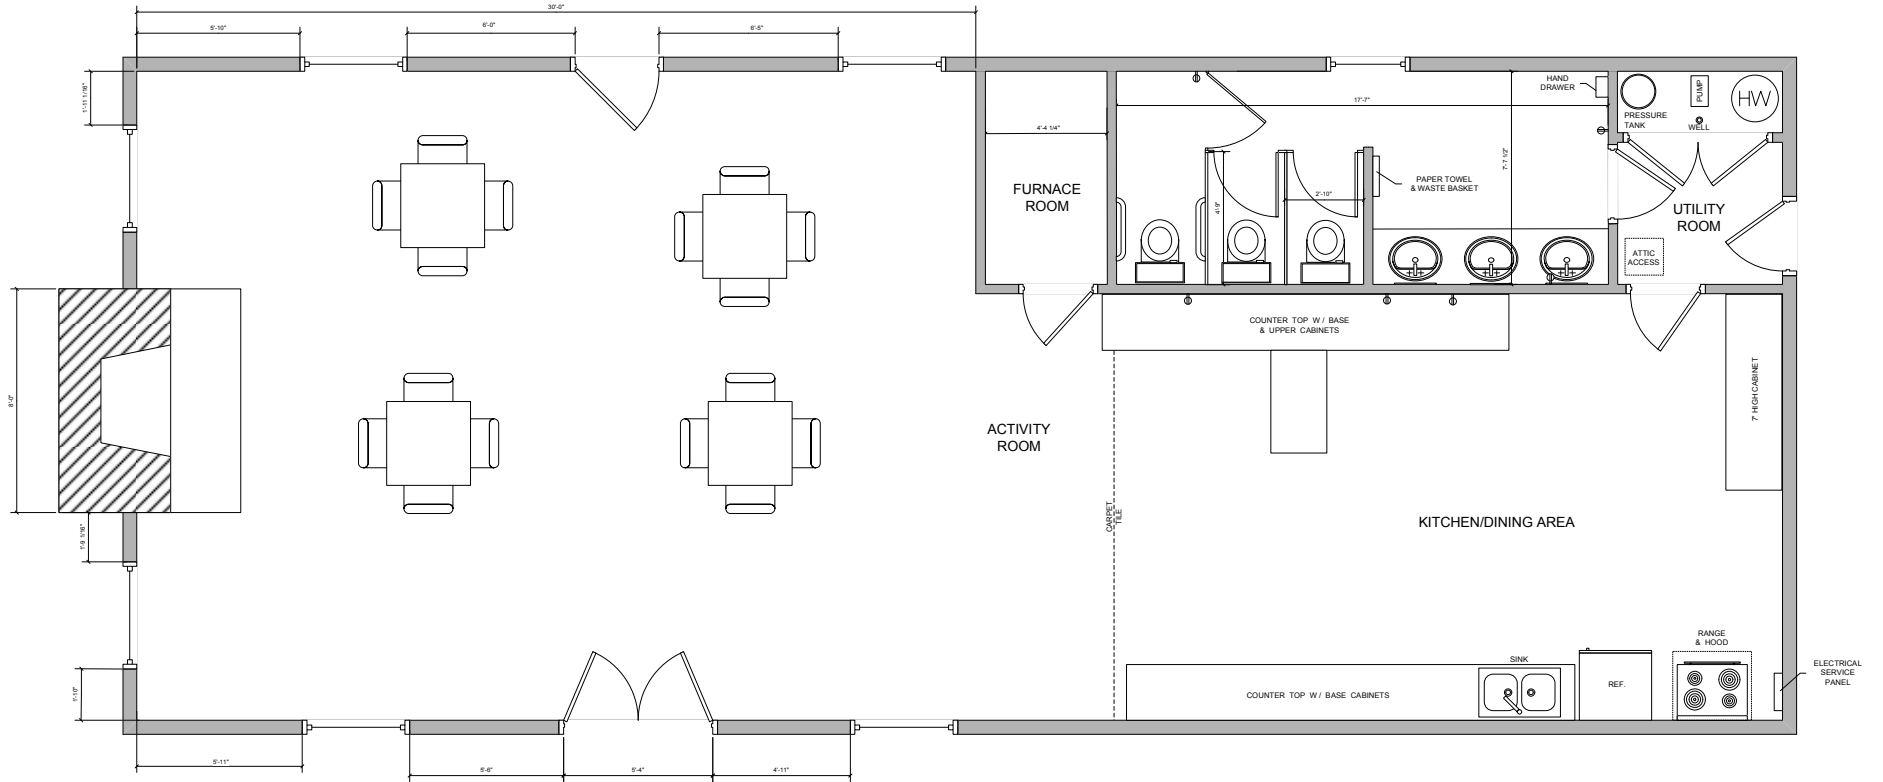 30'-0"
5'-10"
6'-0"
6'-5"
1'-11 1/16"
HAND
DRAWER
17'-7"
PUMP
HW
PRESSURE
TANK
WELL
4'-4 1/4"
7'-7 1/2"
FURNACE
ROOM
PAPER TOWEL
& WASTE BASKET
2'-10"
4'-9"
UTILITY
ROOM
ATTIC
ACCESS
COUNTER TOP W / BASE
& UPPER CABINETS
8'-0"
7' HIGH CABINET
ACTIVITY
ROOM
CARPET
TILE
KITCHEN/DINING AREA
1'-9 1/16"
RANGE
& HOOD
SINK
REF.
ELECTRICAL
SERVICE
PANEL
COUNTER TOP W / BASE CABINETS
1'-10"
5'-11"
5'-6"
5'-4"
4'-11"